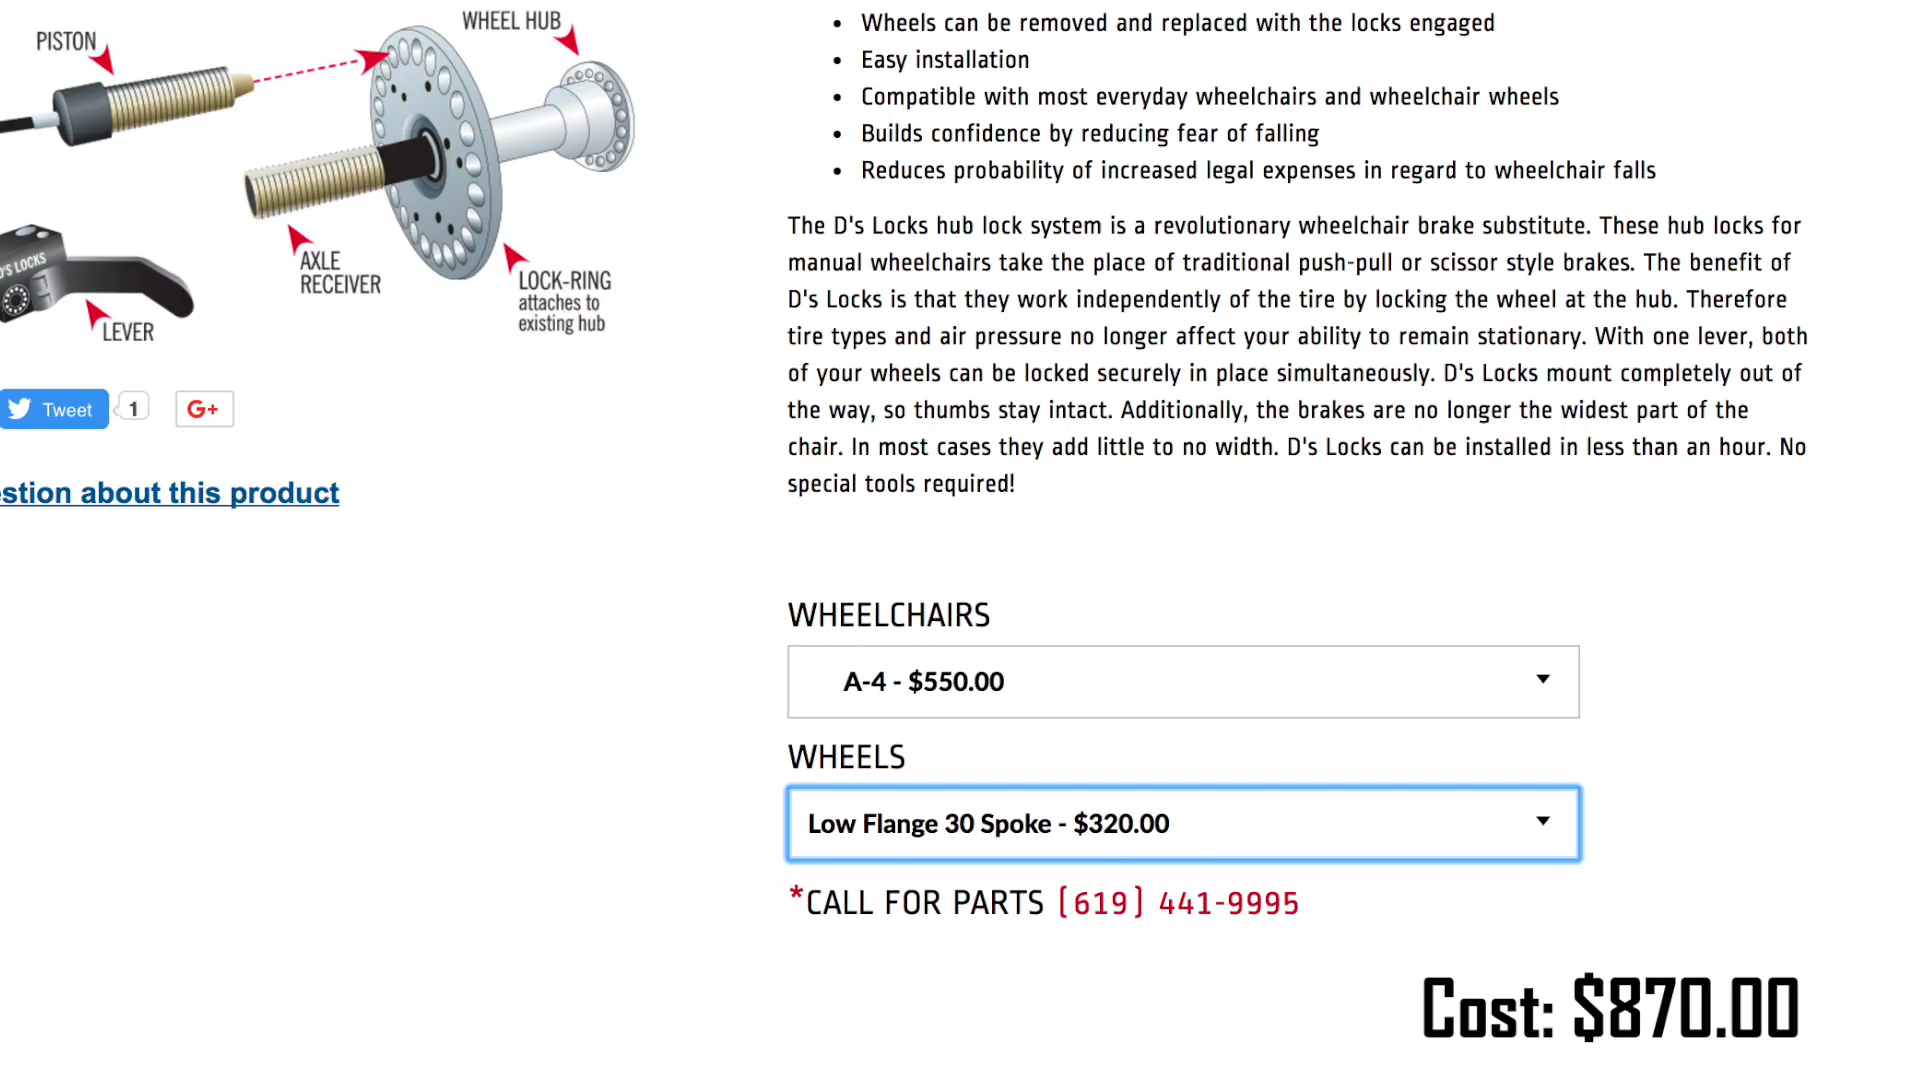 PISTON
WHEEL HUB
D'S LOCKS
LEVER
AXLE
RECEIVER
LOCK-RING
attaches to
existing hub
Tweet
1
G+
stion about this product
• Wheels can be removed and replaced with the locks engaged
• Easy installation
• Compatible with most everyday wheelchairs and wheelchair wheels
• Builds confidence by reducing fear of falling
• Reduces probability of increased legal expenses in regard to wheelchair falls
The D's Locks hub lock system is a revolutionary wheelchair brake substitute. These hub locks for
manual wheelchairs take the place of traditional push-pull or scissor style brakes. The benefit of
D's Locks is that they work independently of the tire by locking the wheel at the hub. Therefore
tire types and air pressure no longer affect your ability to remain stationary. With one lever, both
of your wheels can be locked securely in place simultaneously. D's Locks mount completely out of
the way, so thumbs stay intact. Additionally, the brakes are no longer the widest part of the
chair. In most cases they add little to no width. D's Locks can be installed in less than an hour. No
special tools required!
WHEELCHAIRS
A-4 - $550.00
WHEELS
Low Flange 30 Spoke - $320.00
*CALL FOR PARTS (619) 441-9995
Cost: $870.00